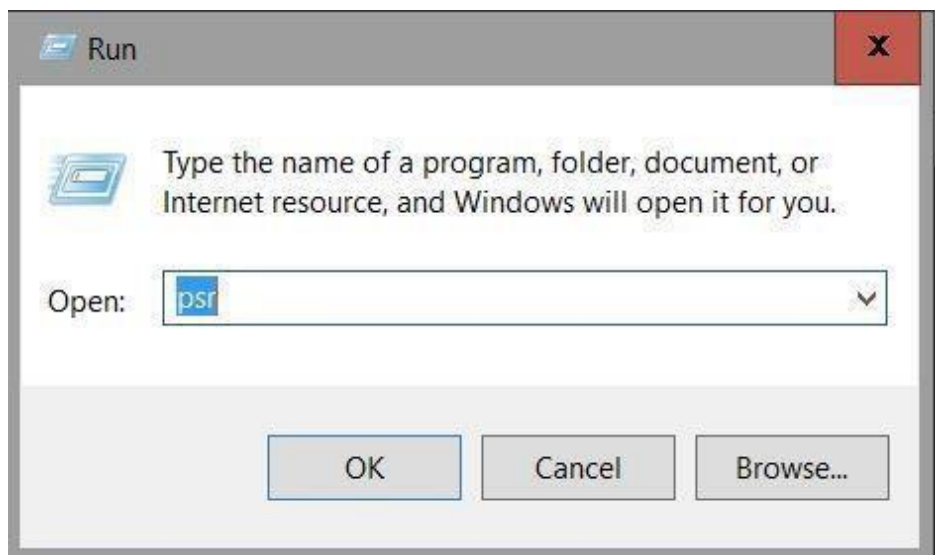 Run
Type the name of a program, folder, document, or
Internet resource, and Windows will open it for you.
Open: psr
OK Cancel Browse...